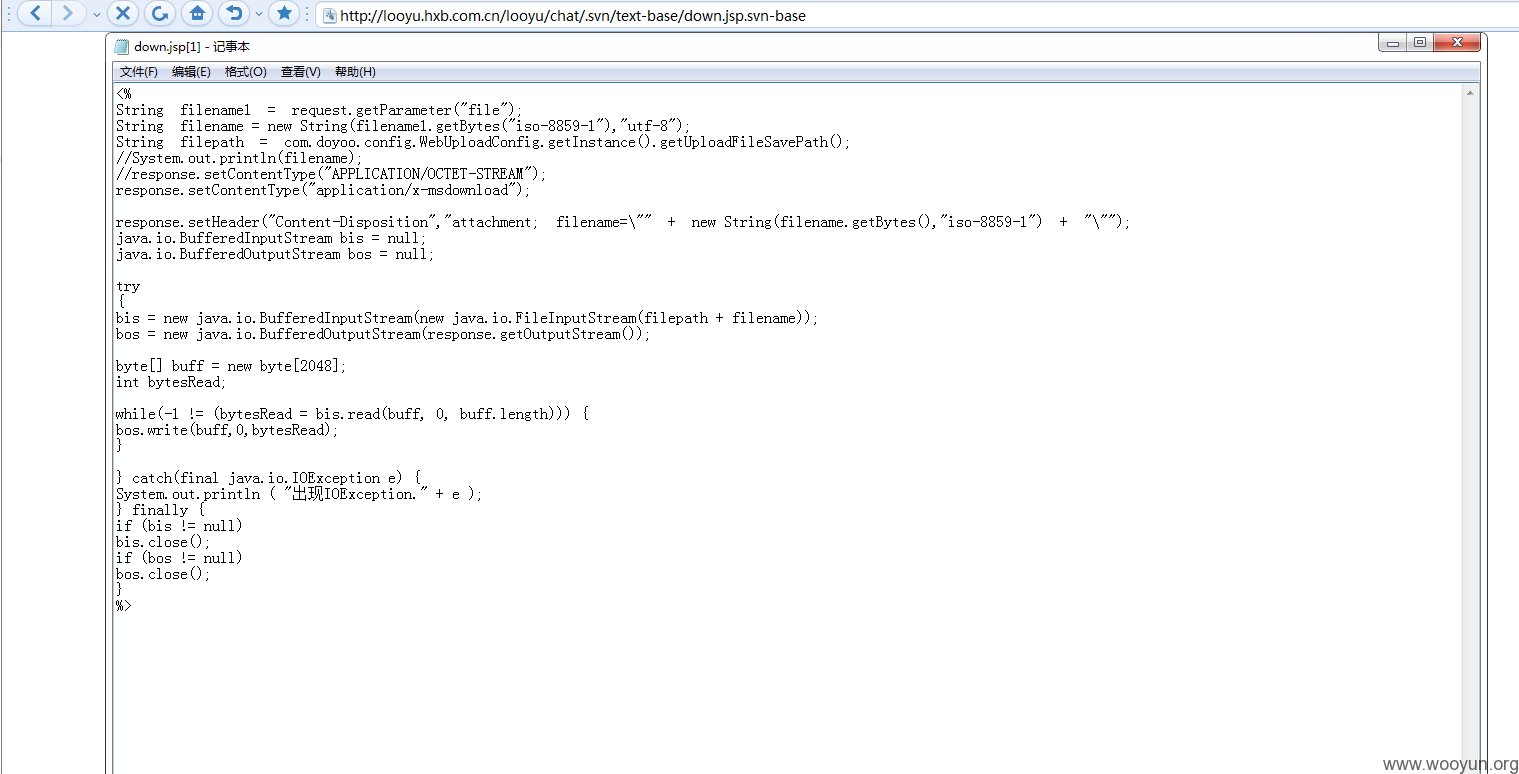 http://looyu.hxb.com.cn/looyu/chat/.svn/text-base/down.jsp.svn-base
down.jsp[1] - 记事本
文件(F) 编辑(E) 格式(O) 查看(V) 帮助(H)
<%
String  filename1  =  request.getParameter("file");
String  filename = new String(filename1.getBytes("iso-8859-1"),"utf-8");
String  filepath  =  com.doyoo.config.WebUploadConfig.getInstance().getUploadFileSavePath();
//System.out.println(filename);
//response.setContentType("APPLICATION/OCTET-STREAM");
response.setContentType("application/x-msdownload");
response.setHeader("Content-Disposition","attachment;  filename=\""  +  new String(filename.getBytes(),"iso-8859-1")  +  "\"");
java.io.BufferedInputStream bis = null;
java.io.BufferedOutputStream bos = null;
try
{
bis = new java.io.BufferedInputStream(new java.io.FileInputStream(filepath + filename));
bos = new java.io.BufferedOutputStream(response.getOutputStream());
byte[] buff = new byte[2048];
int bytesRead;
while(-1 != (bytesRead = bis.read(buff, 0, buff.length))) {
bos.write(buff,0,bytesRead);
}
} catch(final java.io.IOException e) {
System.out.println ( "出现IOException." + e );
} finally {
if (bis != null)
bis.close();
if (bos != null)
bos.close();
}
%>
www.wooyun.org